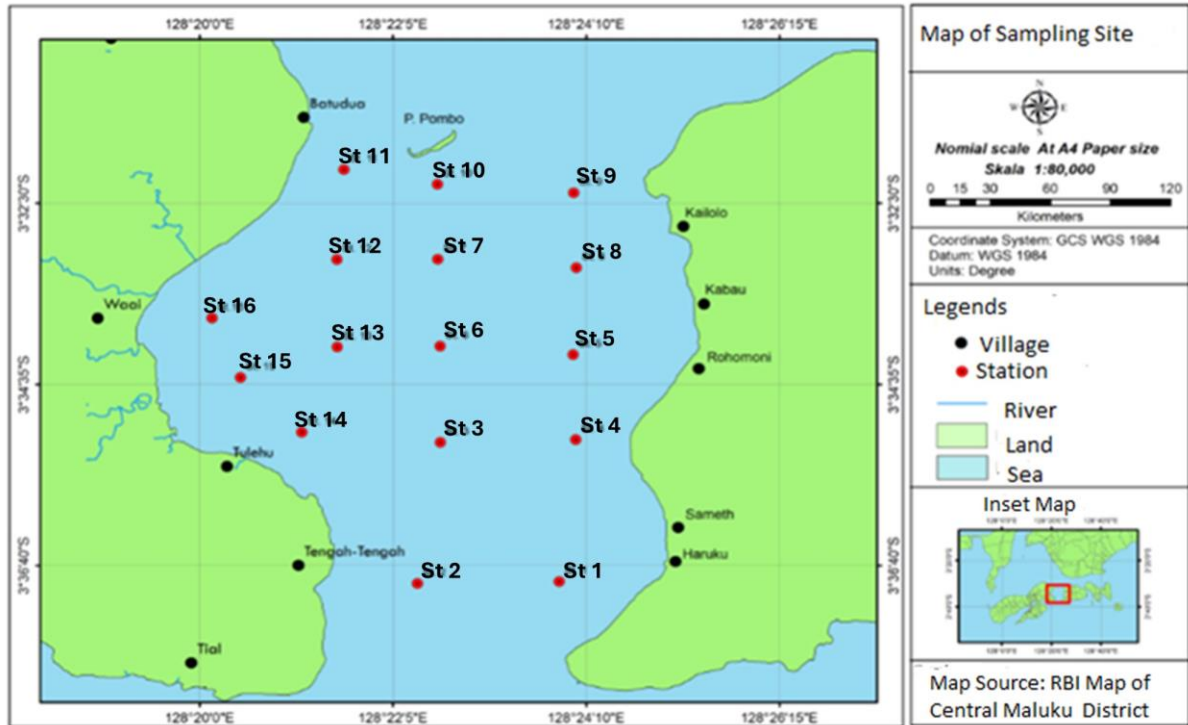 128°20'0"E 128°22'5"E 128°24'10"E 128°26'15"E
Batudua
P. Pombo
St 11
St 10
St 9
3°32'30"S
3°32'30"S
Kailolo
St 12
St 7
St 8
Waai
St 16
Kabau
St 13
St 6
St 5
Rohomoni
St 15
3°34'35"S
3°34'35"S
St 14
St 3
St 4
Tulehu
Sameth
Tengah-Tengah
Haruku
3°36'40"S
3°36'40"S
St 2
St 1
Tial
128°20'0"E 128°22'5"E 128°24'10"E 128°26'15"E
Map of Sampling Site
N
W E
S
Nomial scale At A4 Paper size
Skala 1:80,000
0 15 30 60 90 120
Kilometers
Coordinate System: GCS WGS 1984
Datum: WGS 1984
Units: Degree
Legends
Village
Station
River
Land
Sea
Inset Map
Map Source: RBI Map of
Central Maluku District